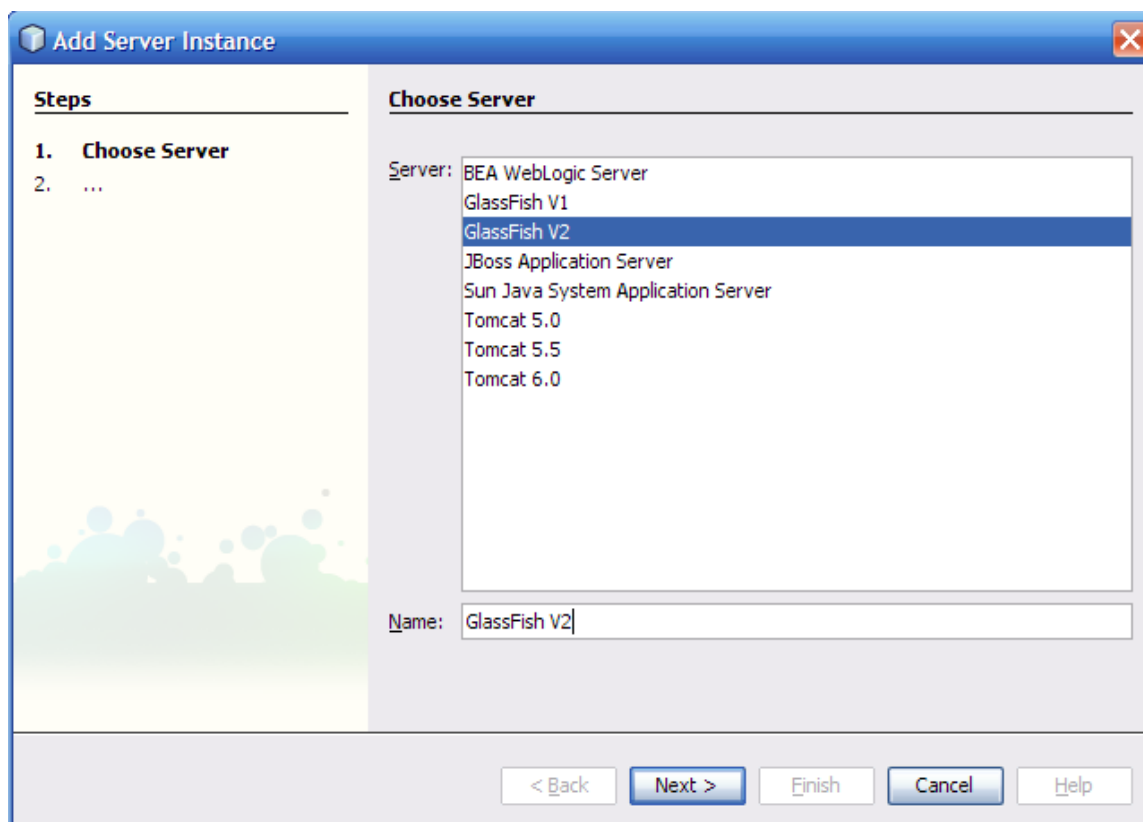 Add Server Instance
Steps
1. Choose Server
2. ...
Choose Server
Server:
BEA WebLogic Server
GlassFish V1
GlassFish V2
JBoss Application Server
Sun Java System Application Server
Tomcat 5.0
Tomcat 5.5
Tomcat 6.0
Name: GlassFish V2
< Back Next > Finish Cancel Help